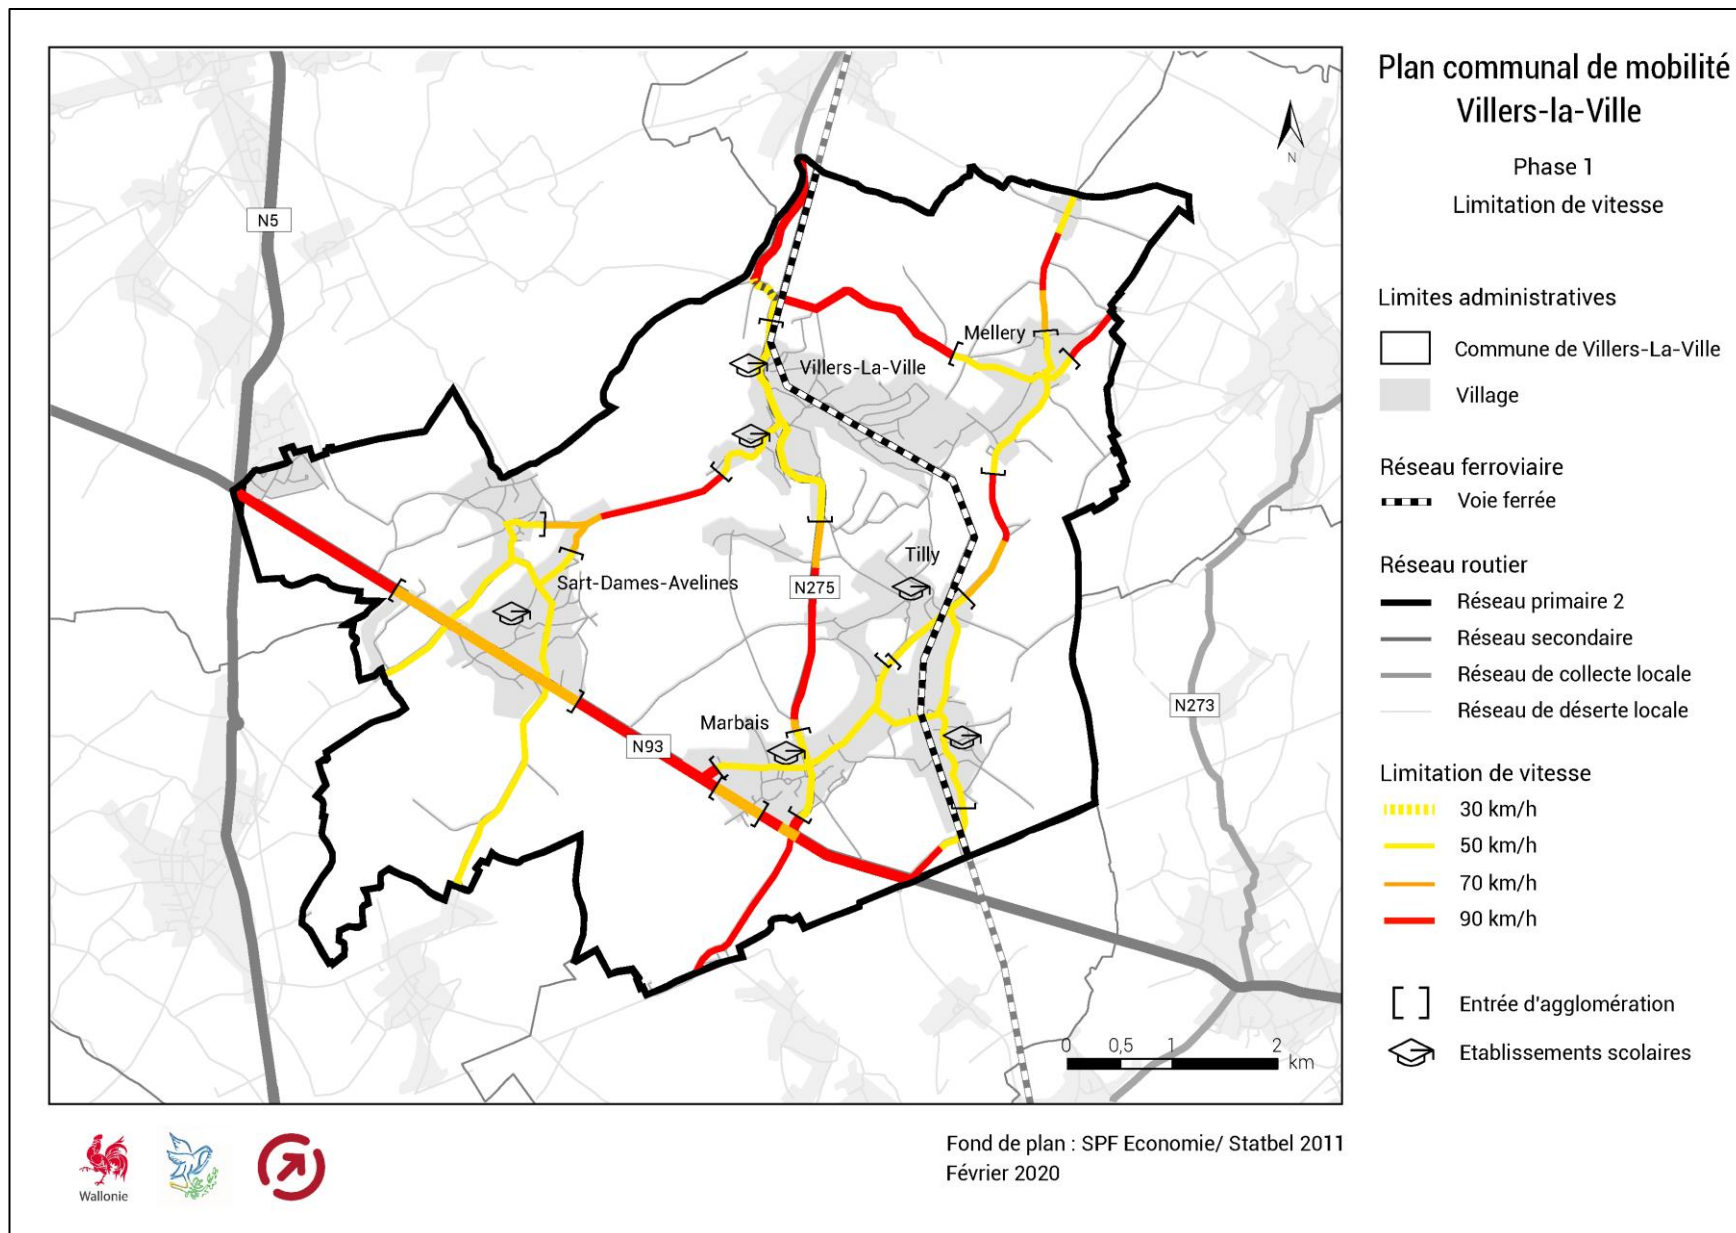 Plan communal de mobilité
Villers-la-Ville
Phase 1
Limitation de vitesse
N
N5
Mellery
Villers-La-Ville
Tilly
Sart-Dames-Avelines
N275
Marbais
N93
N273
0 0,5 1 2
km
Limites administratives
Commune de Villers-La-Ville
Village
Réseau ferroviaire
Voie ferrée
Réseau routier
Réseau primaire 2
Réseau secondaire
Réseau de collecte locale
Réseau de déserte locale
Limitation de vitesse
30 km/h
50 km/h
70 km/h
90 km/h
Entrée d'agglomération
Etablissements scolaires
Wallonie
Fond de plan : SPF Economie/ Statbel 2011
Février 2020